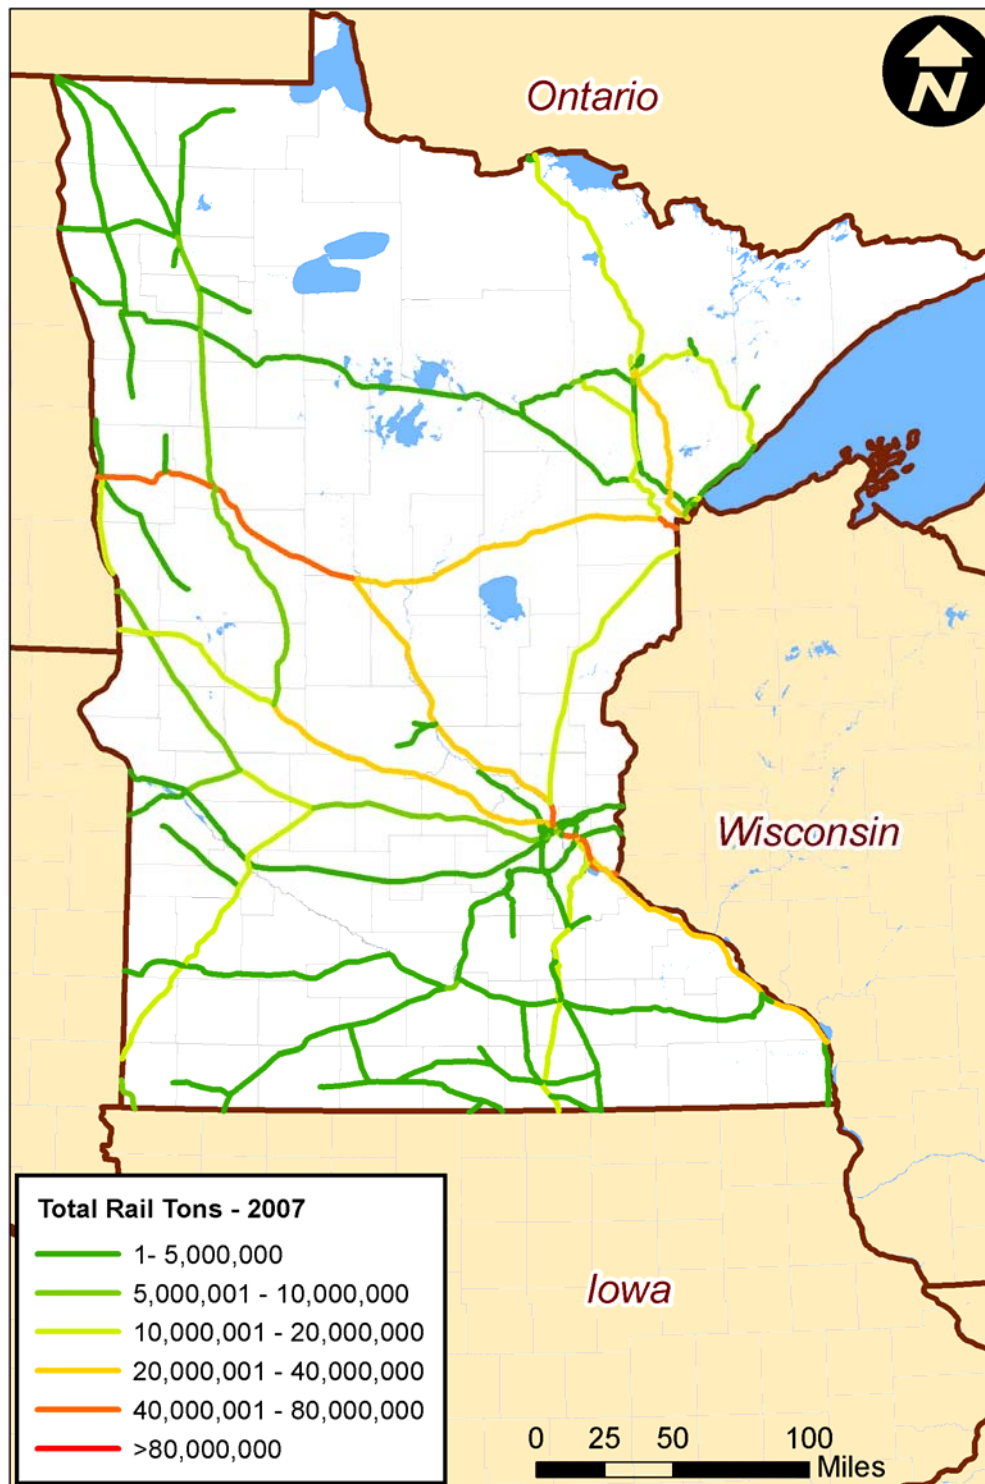 N
Ontario
Wisconsin
Iowa
Total Rail Tons - 2007
1- 5,000,000
5,000,001 - 10,000,000
10,000,001 - 20,000,000
20,000,001 - 40,000,000
40,000,001 - 80,000,000
>80,000,000
0 25 50 100
Miles